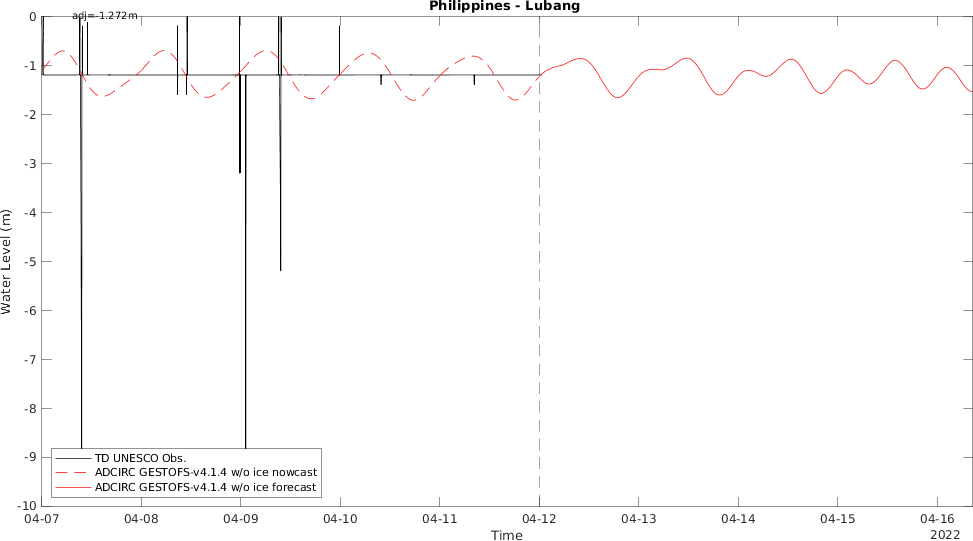 Philippines - Lubang
adj=-1.272m
0
-1
-2
-3
-4
-5
-6
-7
-8
-9
-10
Water Level (m)
TD UNESCO Obs.
ADCIRC GESTOFS-v4.1.4 w/o ice nowcast
ADCIRC GESTOFS-v4.1.4 w/o ice forecast
04-07 04-08 04-09 04-10 04-11 04-12 04-13 04-14 04-15 04-16
Time
2022